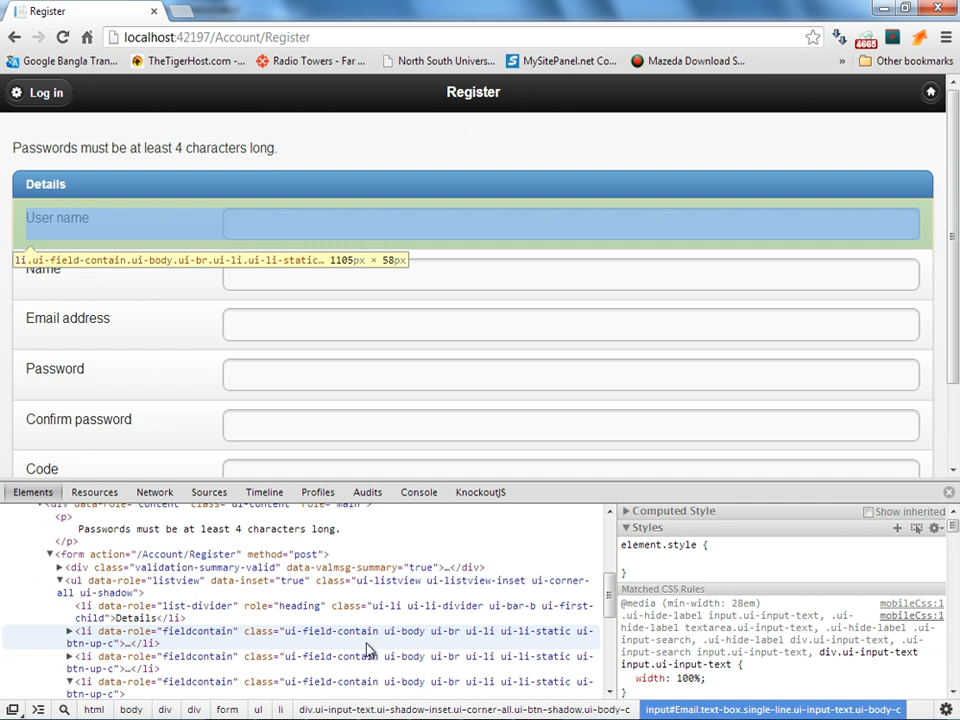 Register
localhost:42197/Account/Register
4665
Google Bangla Tran...
TheTigerHost.com -...
Radio Towers - Far ...
North South Univers...
MySitePanel.net Co...
Mazeda Download S...
»
Other bookmarks
Log in
Register
Passwords must be at least 4 characters long.
Details
User name
li.ui-field-contain.ui-body.ui-br.ui-li.ui-li-static… 1105px × 58px
Name
Email address
Password
Confirm password
Code
Elements Resources Network Sources Timeline Profiles Audits Console KnockoutJS
<div data-role="content" class="ui-content" role="main">
<p>
Passwords must be at least 4 characters long.
</p>
<form action="/Account/Register" method="post">
<div class="validation-summary-valid" data-valmsg-summary="true">…</div>
<ul data-role="listview" data-inset="true" class="ui-listview ui-listview-inset ui-corner-
all ui-shadow">
<li data-role="list-divider" role="heading" class="ui-li ui-li-divider ui-bar-b ui-first-
child">Details</li>
<li data-role="fieldcontain" class="ui-field-contain ui-body ui-br ui-li ui-li-static ui-
btn-up-c">…</li>
<li data-role="fieldcontain" class="ui-field-contain ui-body ui-br ui-li ui-li-static ui-
btn-up-c">…</li>
<li data-role="fieldcontain" class="ui-field-contain ui-body ui-br ui-li ui-li-static ui-
btn-up-c">
Computed Style
Show inherited
Styles
element.style {
}
Matched CSS Rules
@media (min-width: 28em) mobileCss:1
.ui-hide-label input.ui-input-text, .ui- mobileCss:1
hide-label textarea.ui-input-text, .ui-
hide-label .ui-input-search, .ui-hide-label div.ui-input-text, .ui-
input-search, div.ui-input-text
input.ui-input-text {
width: 100%;
}
html body div div form ul li div.ui-input-text.ui-shadow-inset.ui-corner-all.ui-btn-shadow.ui-body-c input#Email.text-box.single-line.ui-input-text.ui-body-c